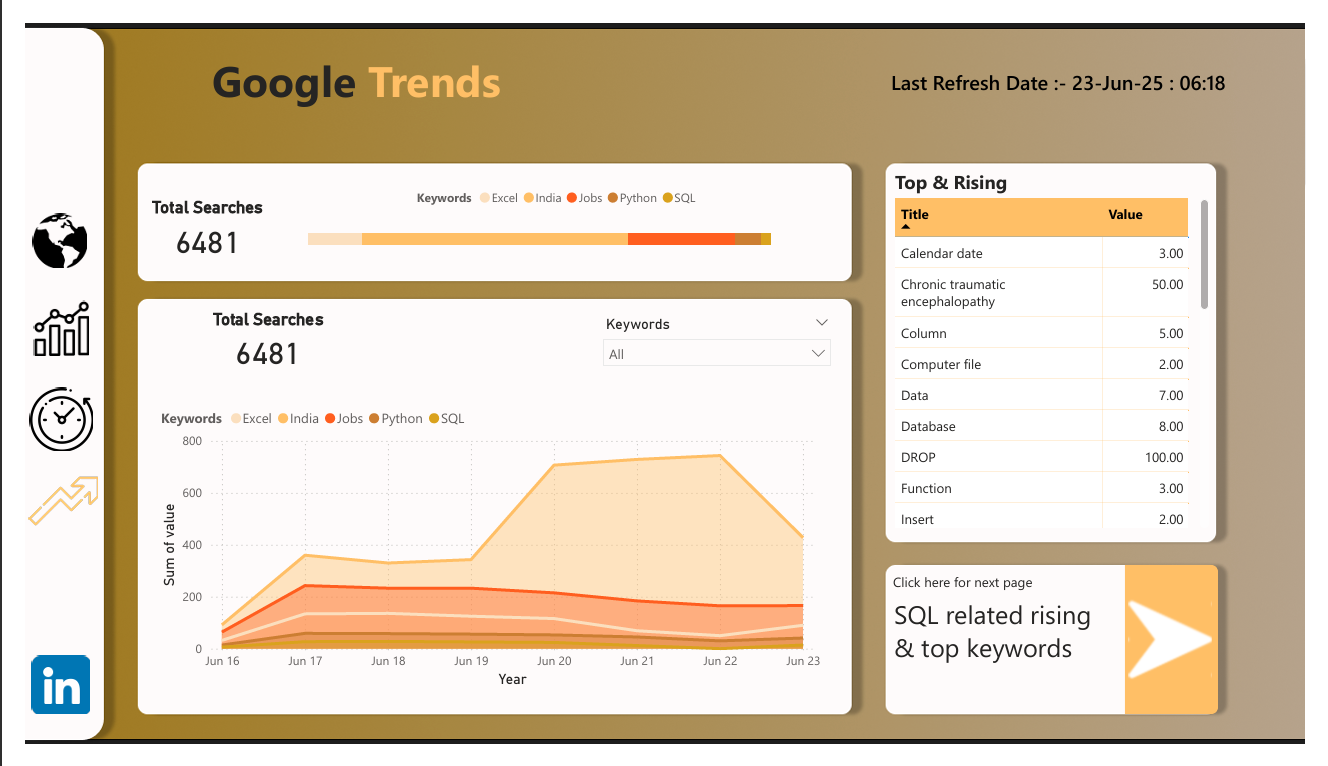 Google Trends
Last Refresh Date :- 23-Jun-25 : 06:18
Total Searches
6481
Keywords Excel India Jobs Python SQL
Total Searches
6481
Keywords
All
Keywords Excel India Jobs Python SQL
Sum of value
800
600
400
200
0
Jun 16 Jun 17 Jun 18 Jun 19 Jun 20 Jun 21 Jun 22 Jun 23
Year
Top & Rising
Title Value
Calendar date 3.00
Chronic traumatic 50.00
encephalopathy
Column 5.00
Computer file 2.00
Data 7.00
Database 8.00
DROP 100.00
Function 3.00
Insert 2.00
Click here for next page
SQL related rising
& top keywords
in